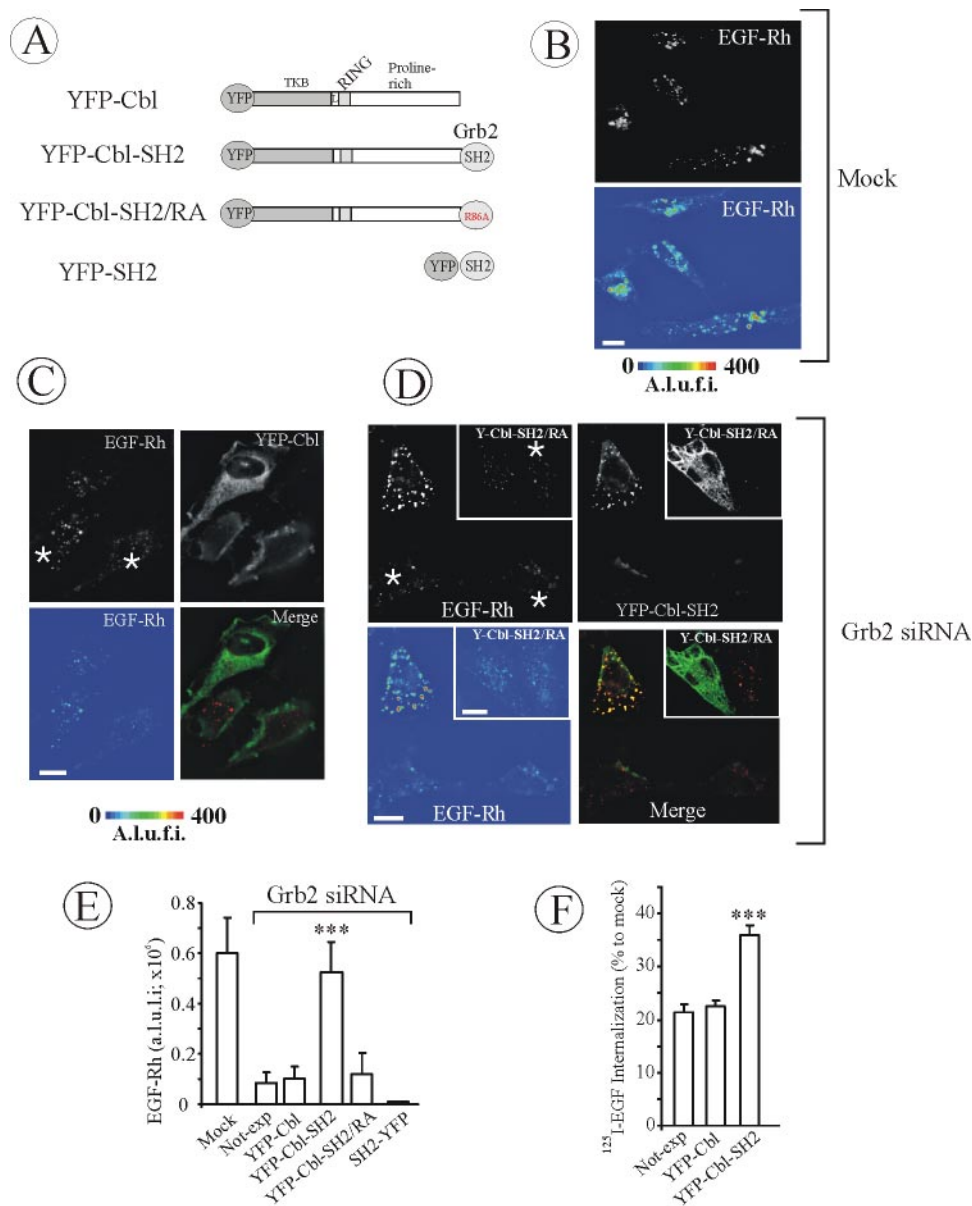 A
TKB
L
RING
Proline-
rich
YFP-Cbl
YFP
Grb2
YFP-Cbl-SH2
YFP
SH2
YFP-Cbl-SH2/RA
YFP
R86A
YFP-SH2
YFP
SH2
B
EGF-Rh
EGF-Rh
Mock
0 400
A.l.u.f.i.
C
EGF-Rh
YFP-Cbl
*
*
EGF-Rh
Merge
0 400
A.l.u.f.i.
D
Y-Cbl-SH2/RA
*
Y-Cbl-SH2/RA
*
*
EGF-Rh
YFP-Cbl-SH2
Y-Cbl-SH2/RA
Y-Cbl-SH2/RA
EGF-Rh
Merge
Grb2 siRNA
E
Grb2 siRNA
***
EGF-Rh (a.l.u.l.i; x10⁶)
0.8
0.6
0.4
0.2
0
Mock
Not-exp
YFP-Cbl
YFP-Cbl-SH2
YFP-Cbl-SH2/RA
SH2-YFP
F
***
¹²⁵I-EGF Internalization (% to mock)
40
30
20
10
0
Not-exp
YFP-Cbl
YFP-Cbl-SH2